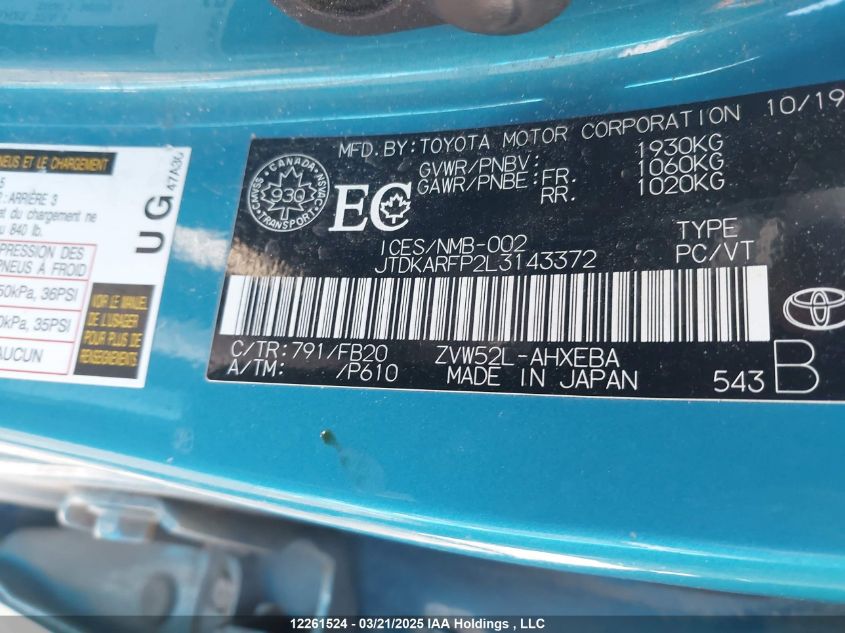 MFD.BY:TOYOTA MOTOR CORPORATION 10/19
GVWR/PNBV: 1930KG
GAWR/PNBE: FR. 1060KG
RR. 1020KG
CANADA
930
TRANSPORT
EC
ICES/NMB-002
JTDKARFP2L3143372
TYPE
PC/VT
C/TR:791/FB20 ZVW52L-AHXEBA
A/TM: /P610 MADE IN JAPAN
543 B
NEUS ET LE CHARGEMENT
5
: ARRIÈRE 3
et du chargement ne
u 840 lb.
PRESSION DES
PNEUS À FROID
50kPa, 36PSI
0kPa, 35PSI
AUCUN
VOIR LE MANUEL
DE L'USAGER
POUR PLUS DE
RENSEIGNEMENTS
UG
12261524 - 03/21/2025 IAA Holdings , LLC